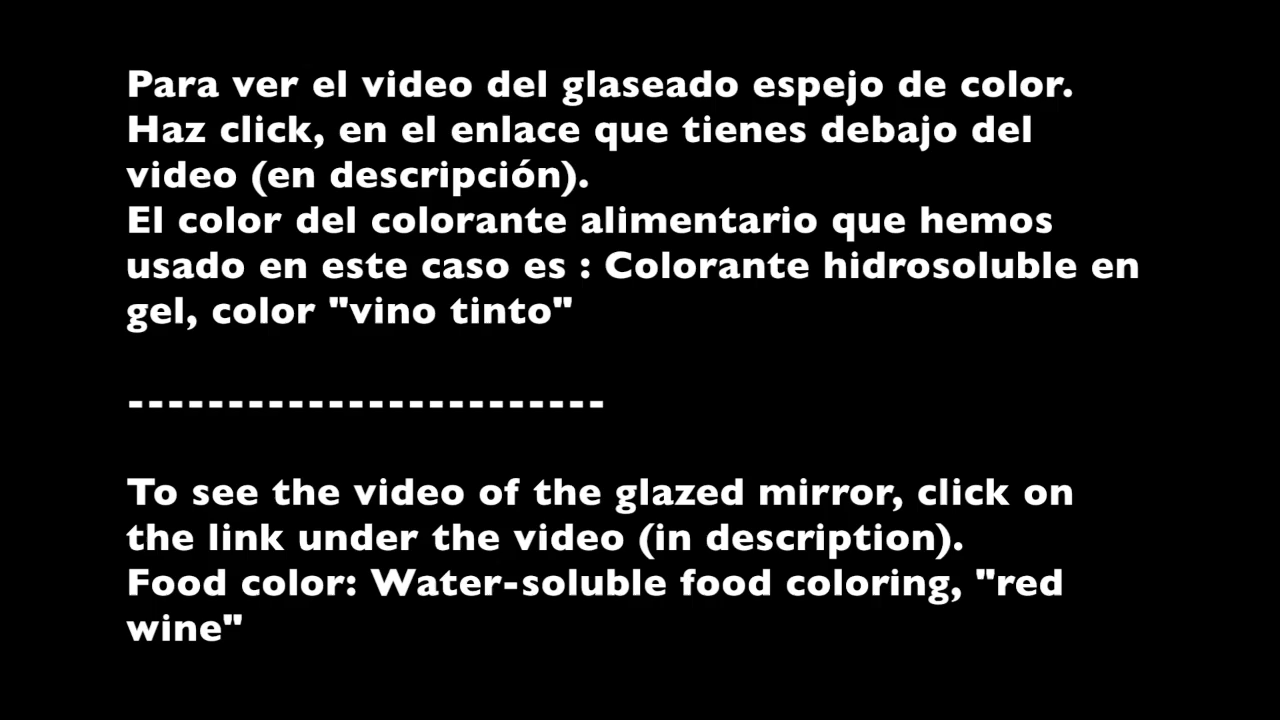 Para ver el video del glaseado espejo de color.
Haz click, en el enlace que tienes debajo del
video (en descripción).
El color del colorante alimentario que hemos
usado en este caso es : Colorante hidrosoluble en
gel, color "vino tinto"
------------------------
To see the video of the glazed mirror, click on
the link under the video (in description).
Food color: Water-soluble food coloring, "red
wine"